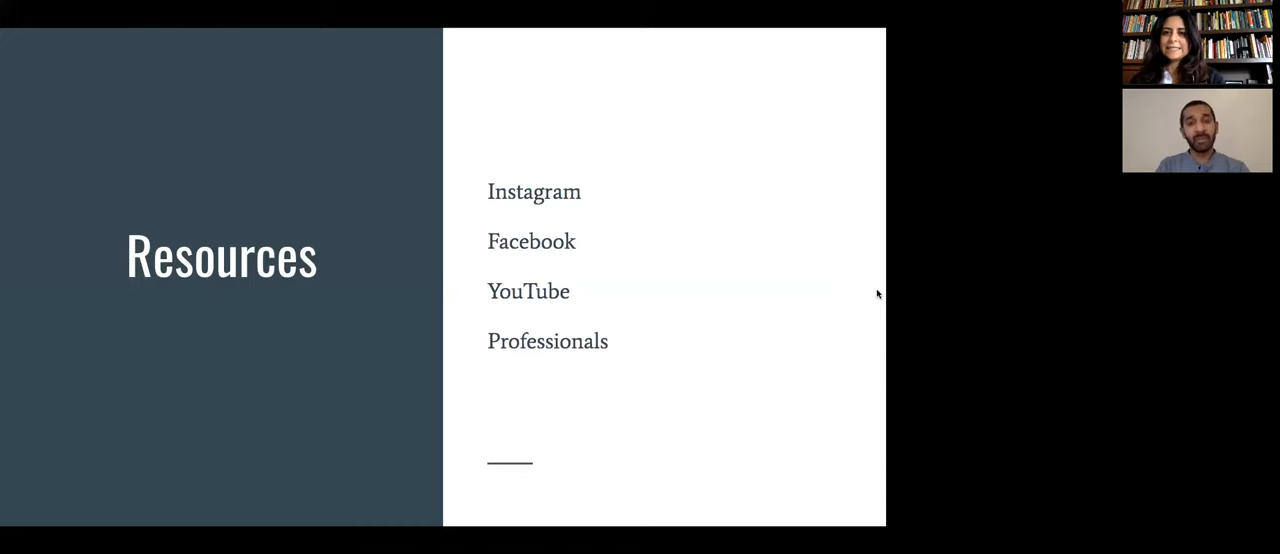 Resources
Instagram
Facebook
YouTube
Professionals